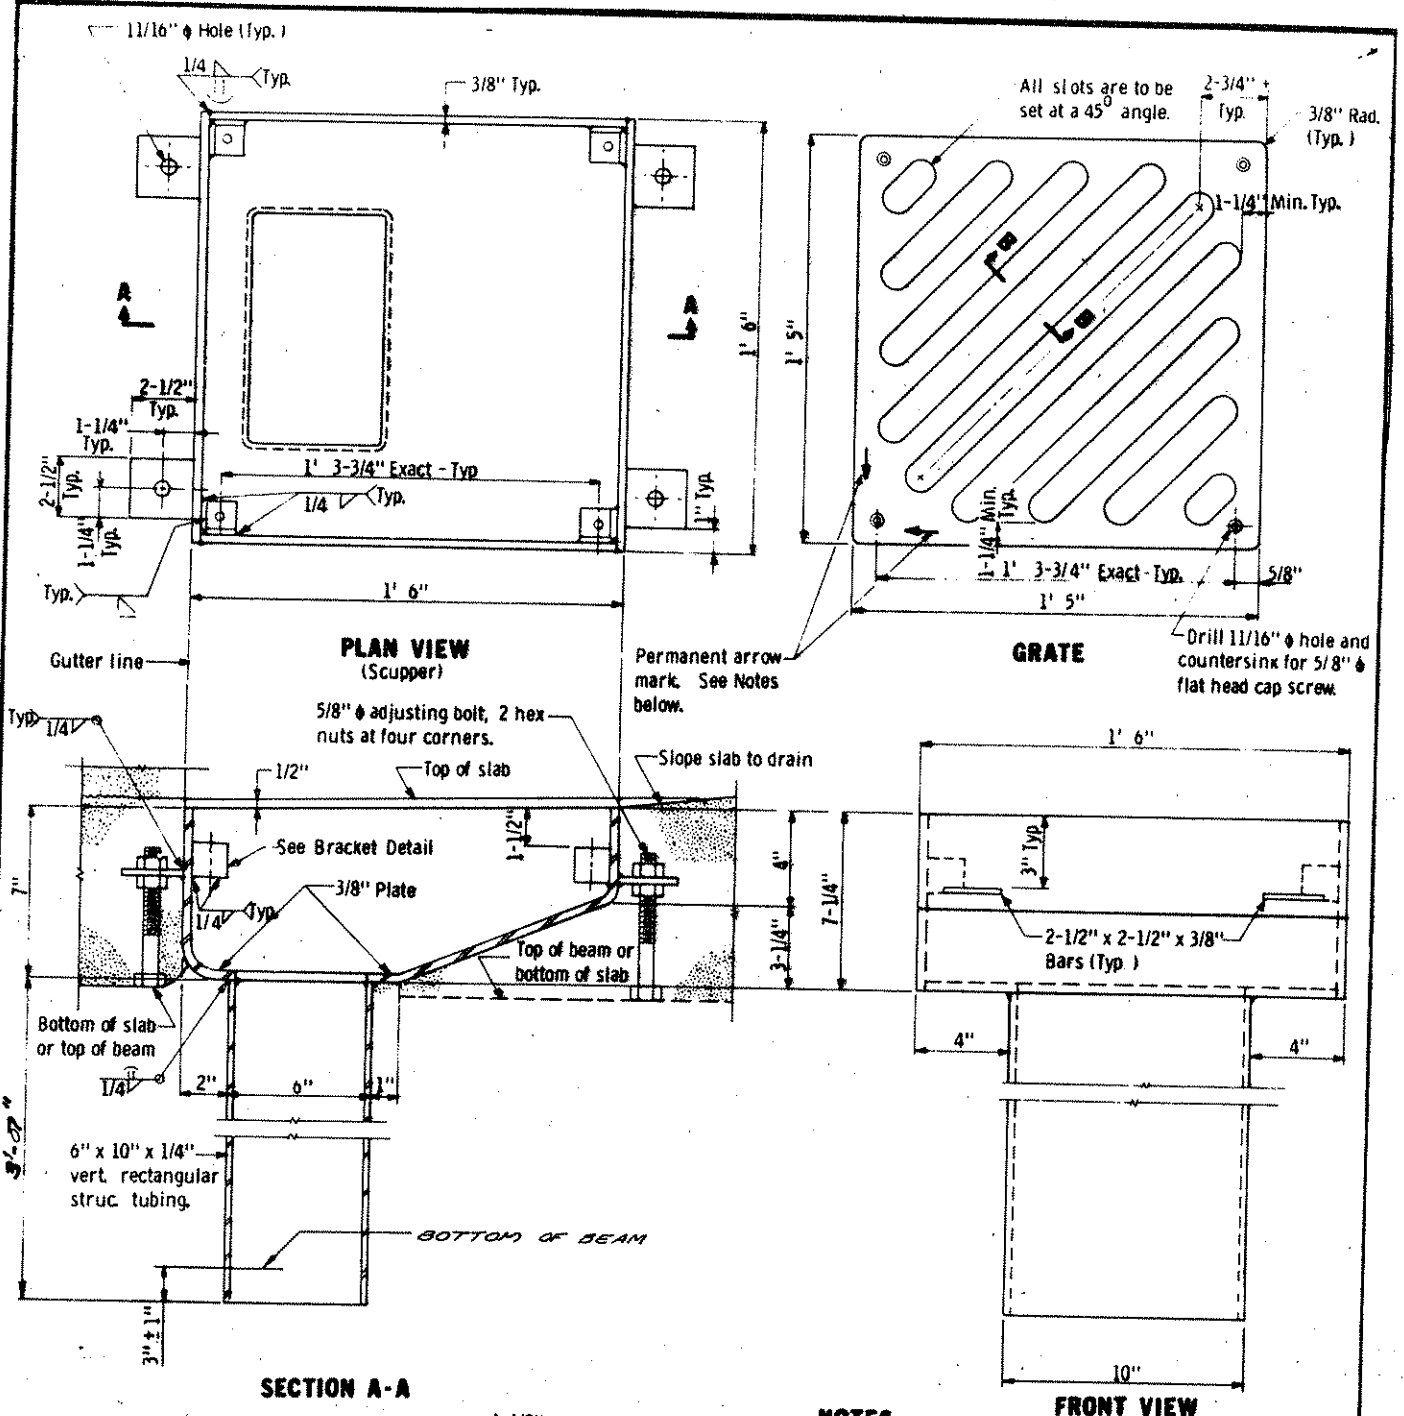 11/16" ϕ Hole (Typ.)
1/4
Typ.
3/8" Typ.
A
A
2-1/2"
Typ.
1-1/4"
Typ.
2-1/2"
Typ.
1-1/4"
Typ.
1' 3-3/4" Exact - Typ
1/4
Typ.
1" Typ
1' 6"
Typ.
1' 6"
PLAN VIEW
(Scupper)
Gutter line
All slots are to be
set at a 45° angle.
2-3/4" +
Typ.
3/8" Rad.
(Typ.)
1-1/4" Min. Typ.
B
B
1' 5"
1-1/4" Min.
Typ.
1' 3-3/4" Exact - Typ.
5/8"
1' 5"
GRATE
Permanent arrow
mark. See Notes
below.
Drill 11/16" ϕ hole and
countersink for 5/8" ϕ
flat head cap screw.
Typ
1/4
5/8" ϕ adjusting bolt, 2 hex
nuts at four corners.
Slope slab to drain
1/2"
Top of slab
1-1/2"
See Bracket Detail
3/8" Plate
1/4
Typ.
7"
4"
3-1/4"
7-1/4"
Top of beam or
bottom of slab
Bottom of slab
or top of beam
1/4
2"
6"
1"
3'-0"
6" x 10" x 1/4"
vert. rectangular
struc. tubing.
BOTTOM OF BEAM
3" ± 1"
SECTION A-A
1' 6"
3" Typ
2-1/2" x 2-1/2" x 3/8"
Bars (Typ.)
4"
4"
10"
FRONT VIEW
NOTES